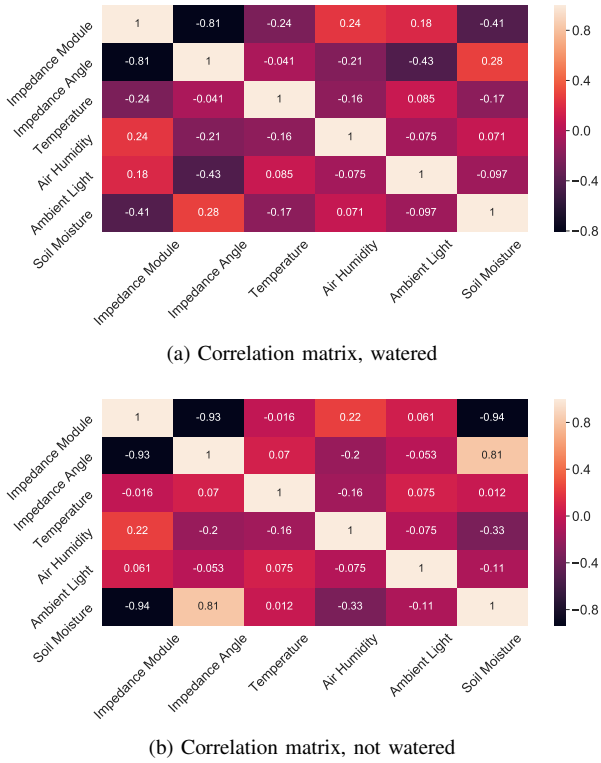 Impedance Module 1 -0.81 -0.24 0.24 0.18 -0.41
Impedance Angle -0.81 1 -0.041 -0.21 -0.43 0.28
Temperature -0.24 -0.041 1 -0.16 0.085 -0.17
Air Humidity 0.24 -0.21 -0.16 1 -0.075 0.071
Ambient Light 0.18 -0.43 0.085 -0.075 1 -0.097
Soil Moisture -0.41 0.28 -0.17 0.071 -0.097 1
Impedance Module Impedance Angle Temperature Air Humidity Ambient Light Soil Moisture
0.8
0.4
0.0
-0.4
-0.8
(a) Correlation matrix, watered
Impedance Module 1 -0.93 -0.016 0.22 0.061 -0.94
Impedance Angle -0.93 1 0.07 -0.2 -0.053 0.81
Temperature -0.016 0.07 1 -0.16 0.075 0.012
Air Humidity 0.22 -0.2 -0.16 1 -0.075 -0.33
Ambient Light 0.061 -0.053 0.075 -0.075 1 -0.11
Soil Moisture -0.94 0.81 0.012 -0.33 -0.11 1
Impedance Module Impedance Angle Temperature Air Humidity Ambient Light Soil Moisture
0.8
0.4
0.0
-0.4
-0.8
(b) Correlation matrix, not watered